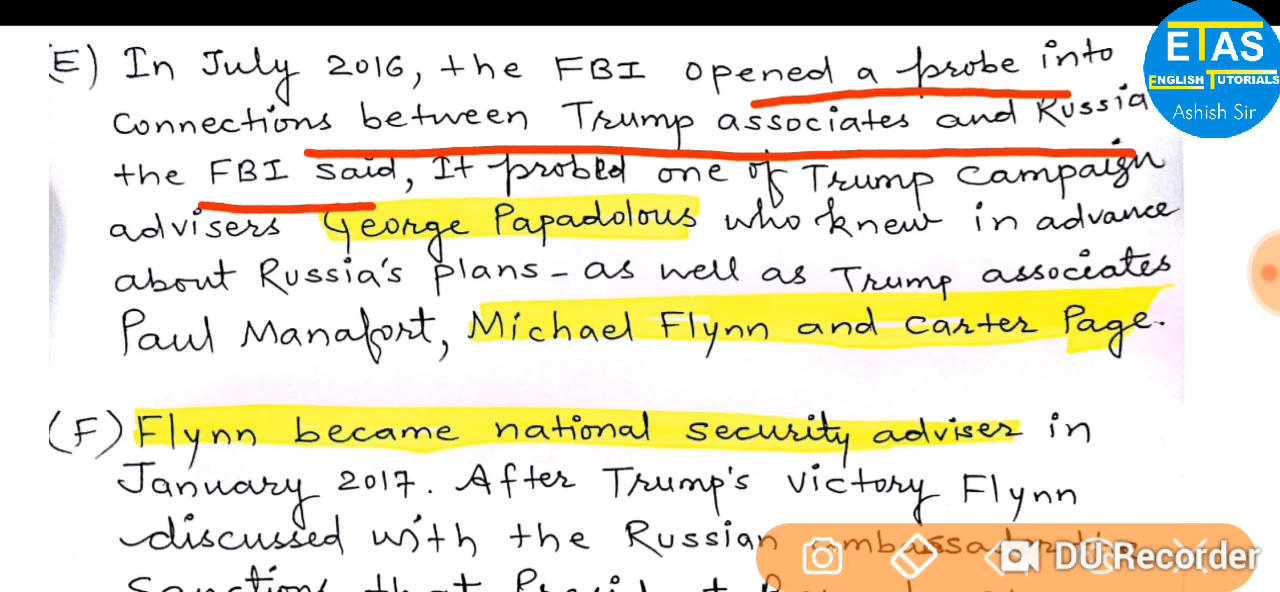 ETAS
ENGLISH TUTORIALS
Ashish Sir
E) In July 2016, the FBI opened a probe into
connections between Trump associates and Russia
the FBI said, It probed one of Trump campaign
advisers George Papadolous who knew in advance
about Russia's plans - as well as Trump associates
Paul Manafort, Michael Flynn and Carter Page.
(F) Flynn became national security adviser in
January 2017. After Trump's victory Flynn
discussed with the Russian
DU Recorder
Sanctions that